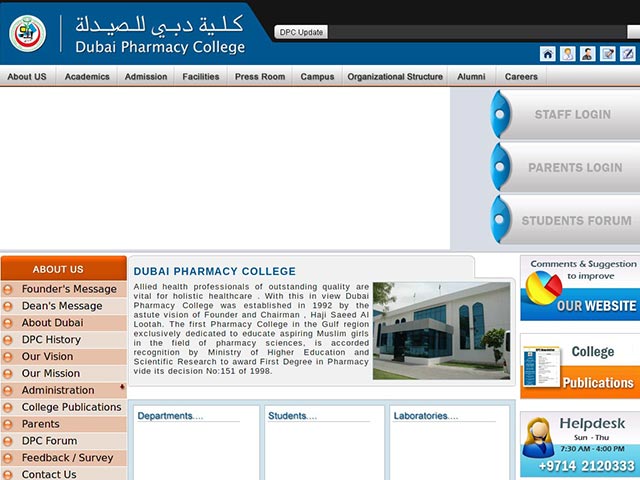 كلية دبي للصيدلة
Dubai Pharmacy College
DPC Update
About US Academics Admission Facilities Press Room Campus Organizational Structure Alumni Careers
STAFF LOGIN
PARENTS LOGIN
STUDENTS FORUM
ABOUT US
Founder's Message
Dean's Message
About Dubai
DPC History
Our Vision
Our Mission
Administration
College Publications
Parents
DPC Forum
Feedback / Survey
Contact Us
DUBAI PHARMACY COLLEGE
Allied health professionals of outstanding quality are
vital for holistic healthcare . With this in view Dubai
Pharmacy College was established in 1992 by the
astute vision of Founder and Chairman , Haji Saeed Al
Lootah. The first Pharmacy College in the Gulf region
exclusively dedicated to educate aspiring Muslim girls
in the field of pharmacy sciences, is accorded
recognition by Ministry of Higher Education and
Scientific Research to award First Degree in Pharmacy
vide its decision No:151 of 1998.
Departments....
Students....
Laboratories....
Comments & Suggestion
to improve
OUR WEBSITE
College
Publications
Helpdesk
Sun - Thu
7:30 AM - 4:00 PM
+9714 2120333